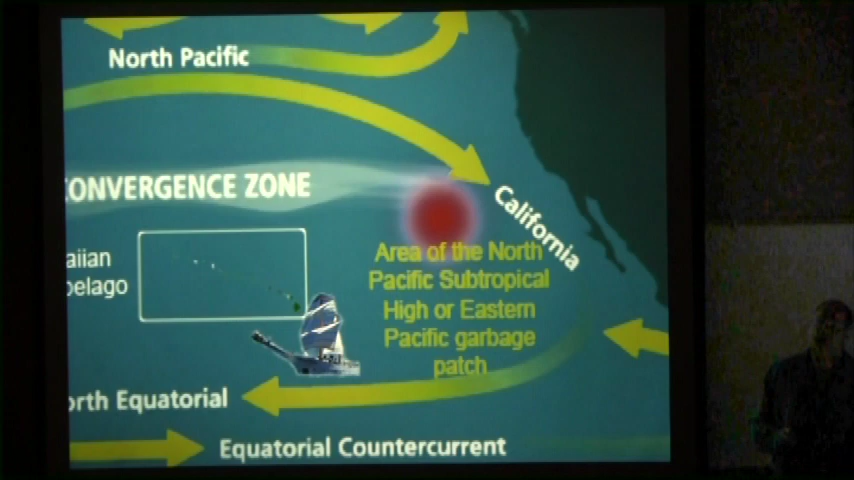 North Pacific
CONVERGENCE ZONE
California
aiian
pelago
Area of the North
Pacific Subtropical
High or Eastern
Pacific garbage
patch
orth Equatorial
Equatorial Countercurrent